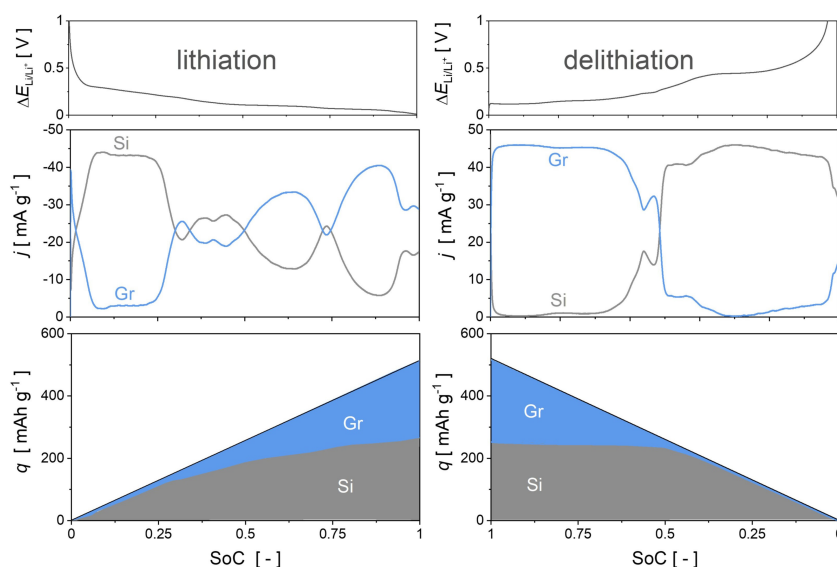 lithiation
delithiation
ΔE_Li/Li⁺ [ V ]
1
0.5
0
ΔE_Li/Li⁺ [ V ]
1
0.5
0
j [ mA g⁻¹ ]
-50
-40
-30
-20
-10
0
Si
Gr
j [ mA g⁻¹ ]
50
40
30
20
10
0
Gr
Si
q [ mAh g⁻¹ ]
600
400
200
0
Gr
Si
q [ mAh g⁻¹ ]
600
400
200
0
Gr
Si
0 0.25 0.5 0.75 1
1 0.75 0.5 0.25 0
SoC [ - ]
SoC [ - ]